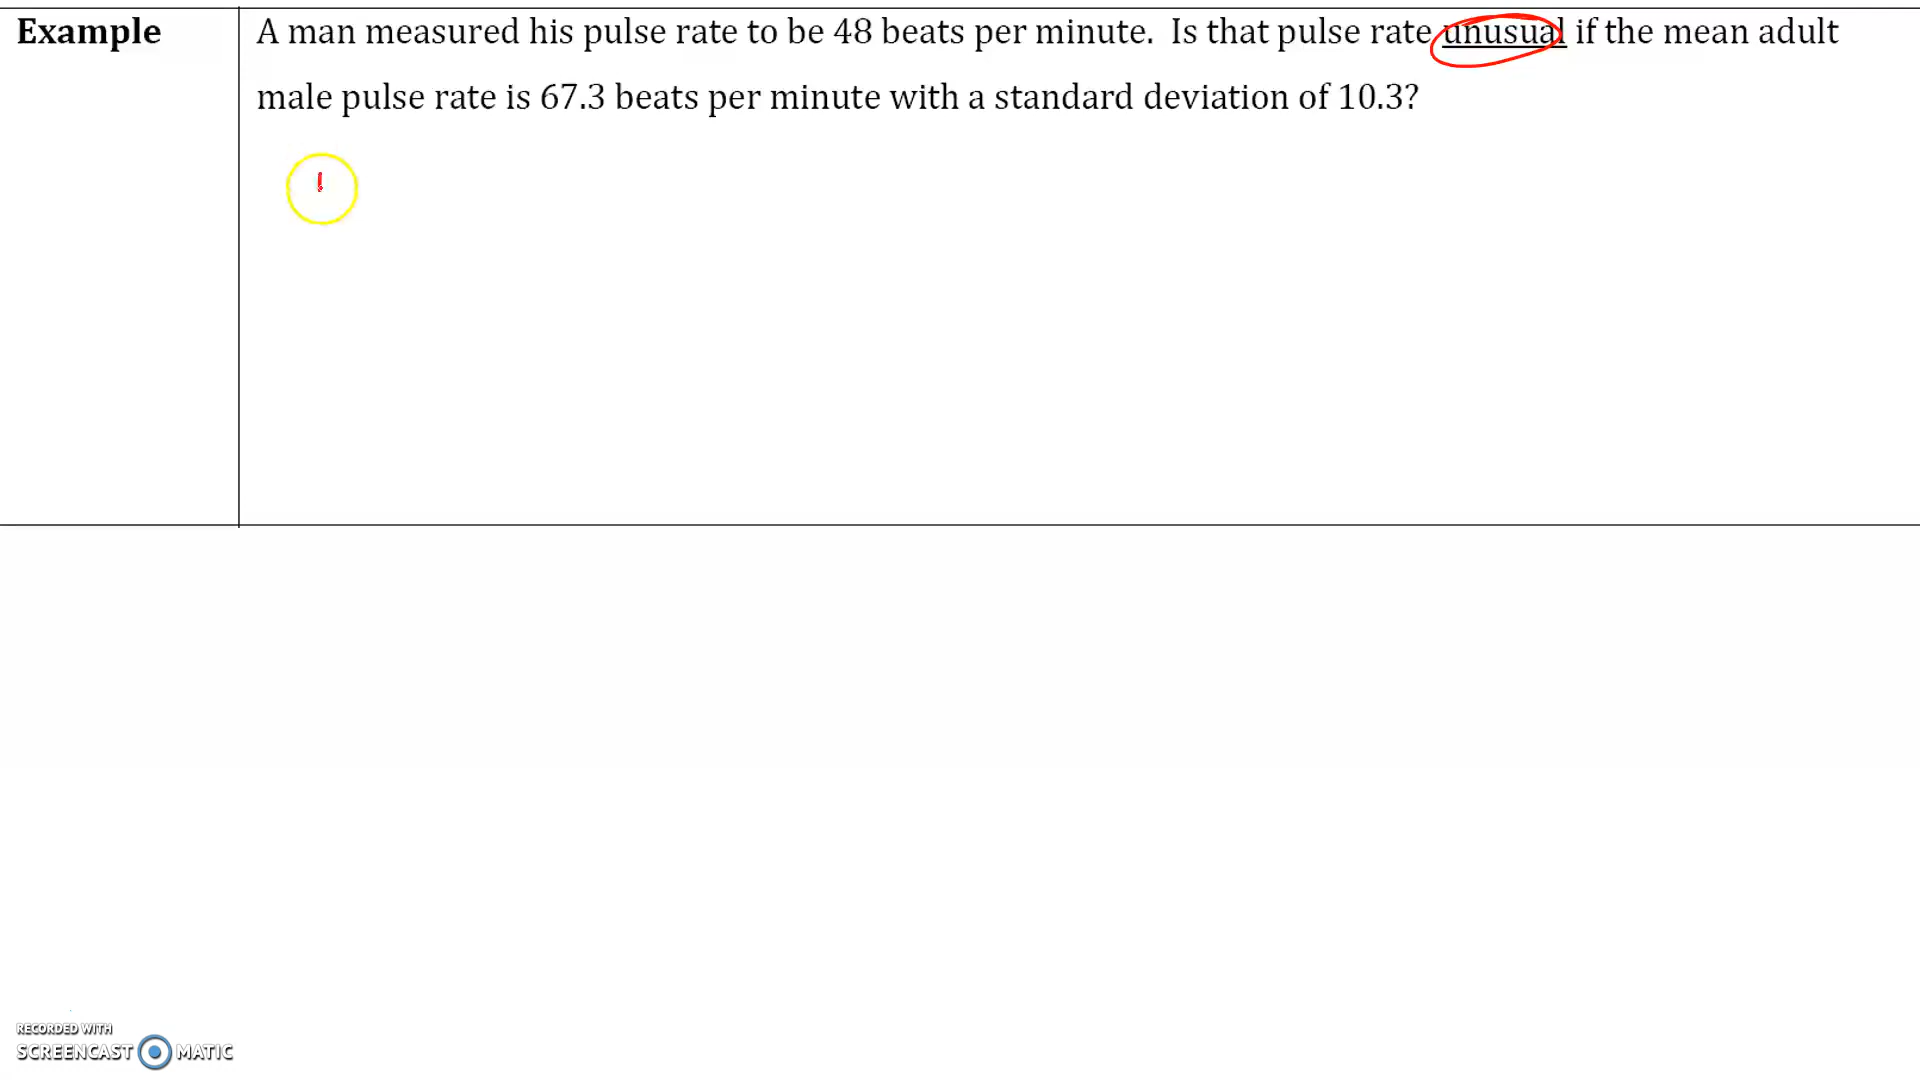 Example
A man measured his pulse rate to be 48 beats per minute. Is that pulse rate unusual if the mean adult
male pulse rate is 67.3 beats per minute with a standard deviation of 10.3?
RECORDED WITH
SCREENCAST MATIC